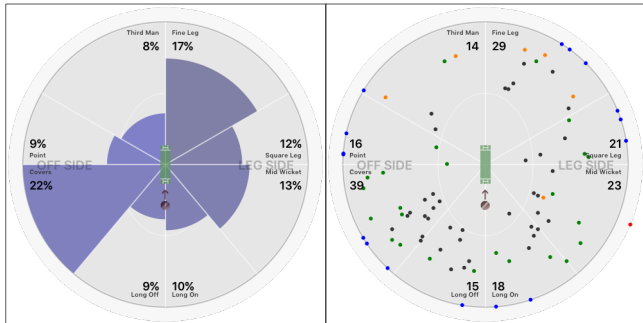 Third Man
Fine Leg
8%
17%
9%
Point
OFF SIDE
Covers
22%
12%
Square Leg
LEG SIDE
Mid Wicket
13%
9%
Long Off
10%
Long On
Third Man
Fine Leg
14
29
16
Point
OFF SIDE
Covers
39
21
Square Leg
LEG SIDE
Mid Wicket
23
15
Long Off
18
Long On